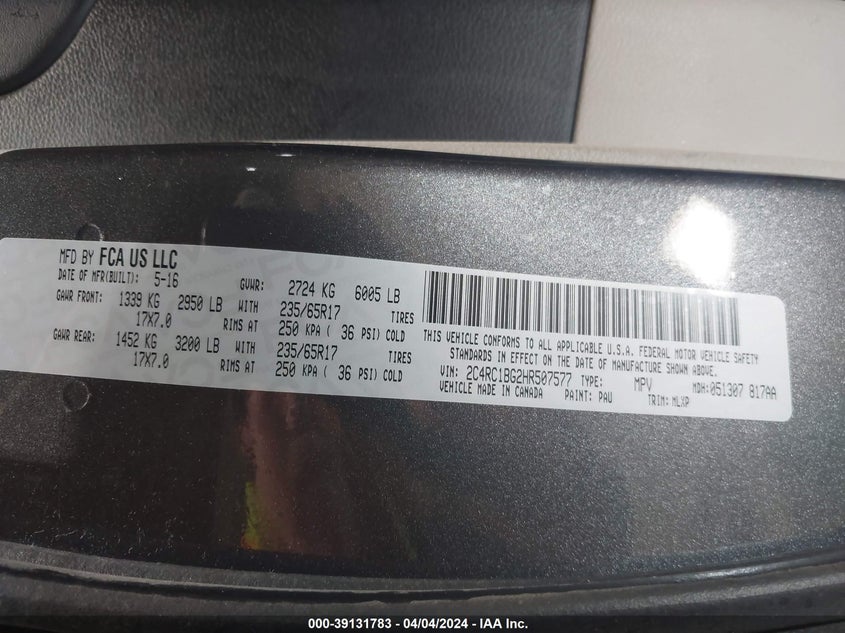 MFD BY FCA US LLC
DATE OF MFR(BUILT): 5-16 GVWR: 2724 KG 6005 LB
GAWR FRONT: 1339 KG 2950 LB WITH 235/65R17 TIRES
17X7.0 RIMS AT 250 KPA ( 36 PSI) COLD
GAWR REAR: 1452 KG 3200 LB WITH 235/65R17 TIRES
17X7.0 RIMS AT 250 KPA ( 36 PSI) COLD
THIS VEHICLE CONFORMS TO ALL APPLICABLE U.S.A. FEDERAL MOTOR VEHICLE SAFETY
STANDARDS IN EFFECT ON THE DATE OF MANUFACTURE SHOWN ABOVE.
VIN: 2C4RC1BG2HR507577 TYPE: MPV MDH: 051307 817AA
VEHICLE MADE IN CANADA PAINT: PAU TRIM: MLXP
000-39131783 - 04/04/2024 - IAA Inc.